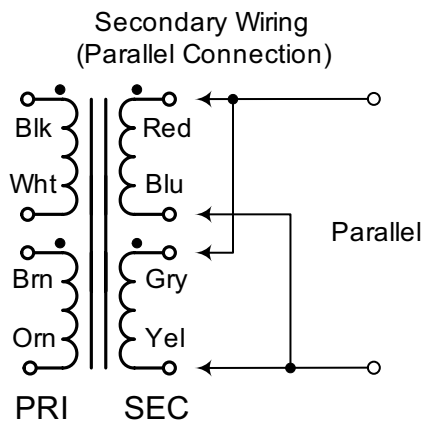 Secondary Wiring
(Parallel Connection)
Blk
Red
Wht
Blu
Parallel
Brn
Gry
Orn
Yel
PRI
SEC